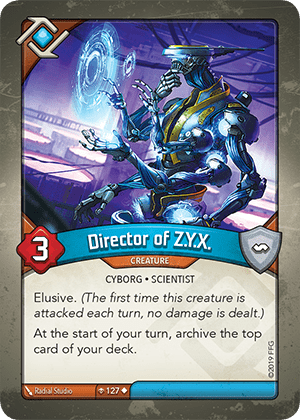 Director of Z.Y.X.
CREATURE
3
CYBORG • SCIENTIST
Elusive. (The first time this creature is
attacked each turn, no damage is dealt.)
At the start of your turn, archive the top
card of your deck.
©2019 FFG
Radial Studio
127